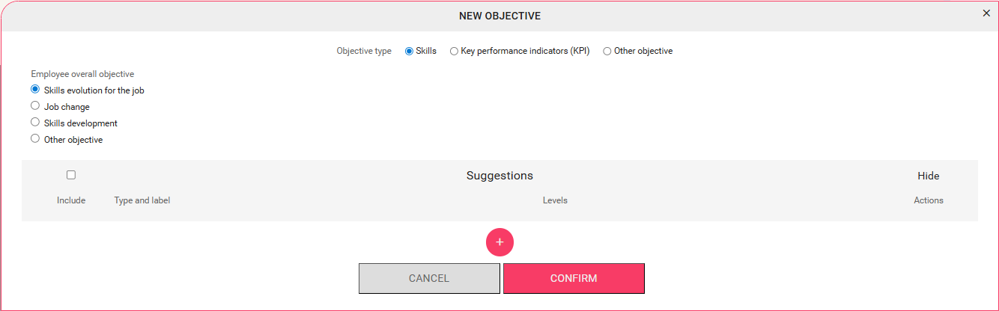 NEW OBJECTIVE
Objective type Skills Key performance indicators (KPI) Other objective
Employee overall objective
Skills evolution for the job
Job change
Skills development
Other objective
Suggestions Hide
Include Type and label Levels Actions
+
CANCEL CONFIRM